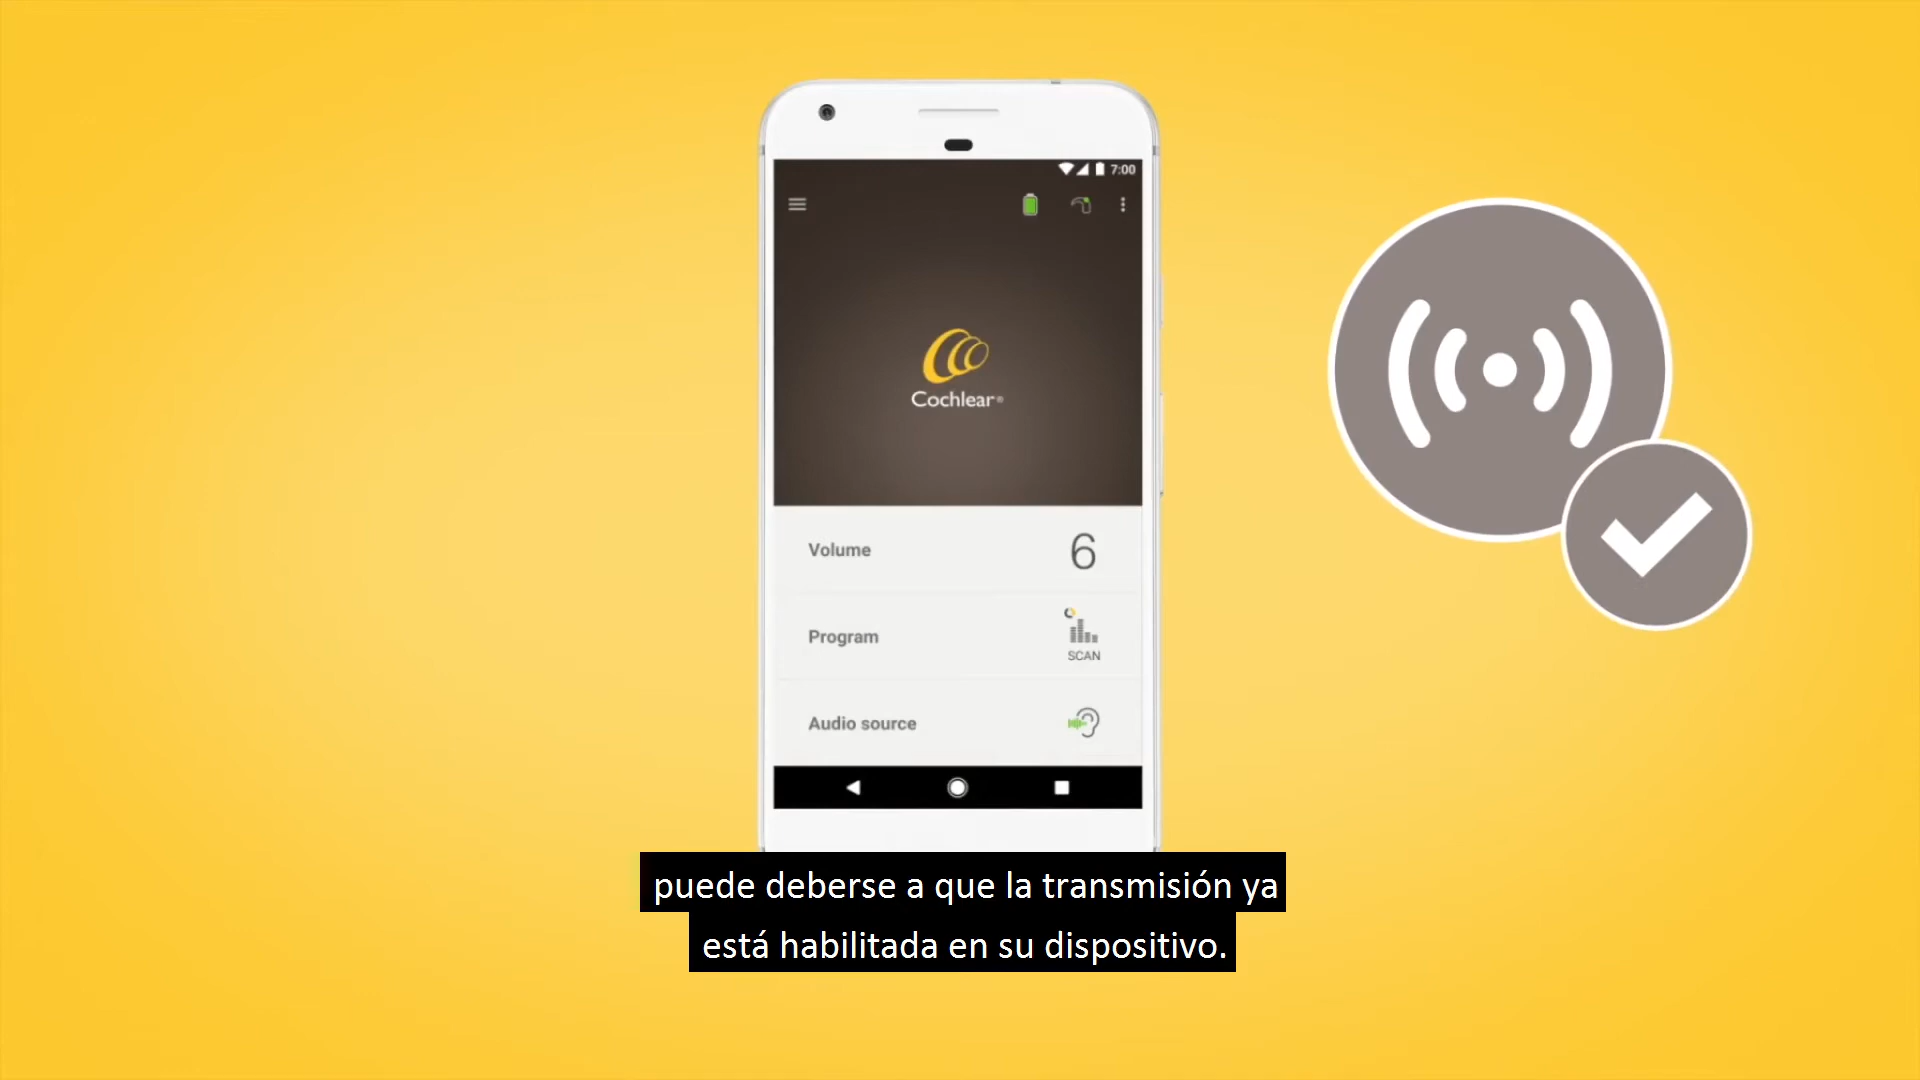 7:00
Cochlear®
Volume 6
Program
SCAN
Audio source
puede deberse a que la transmisión ya
está habilitada en su dispositivo.